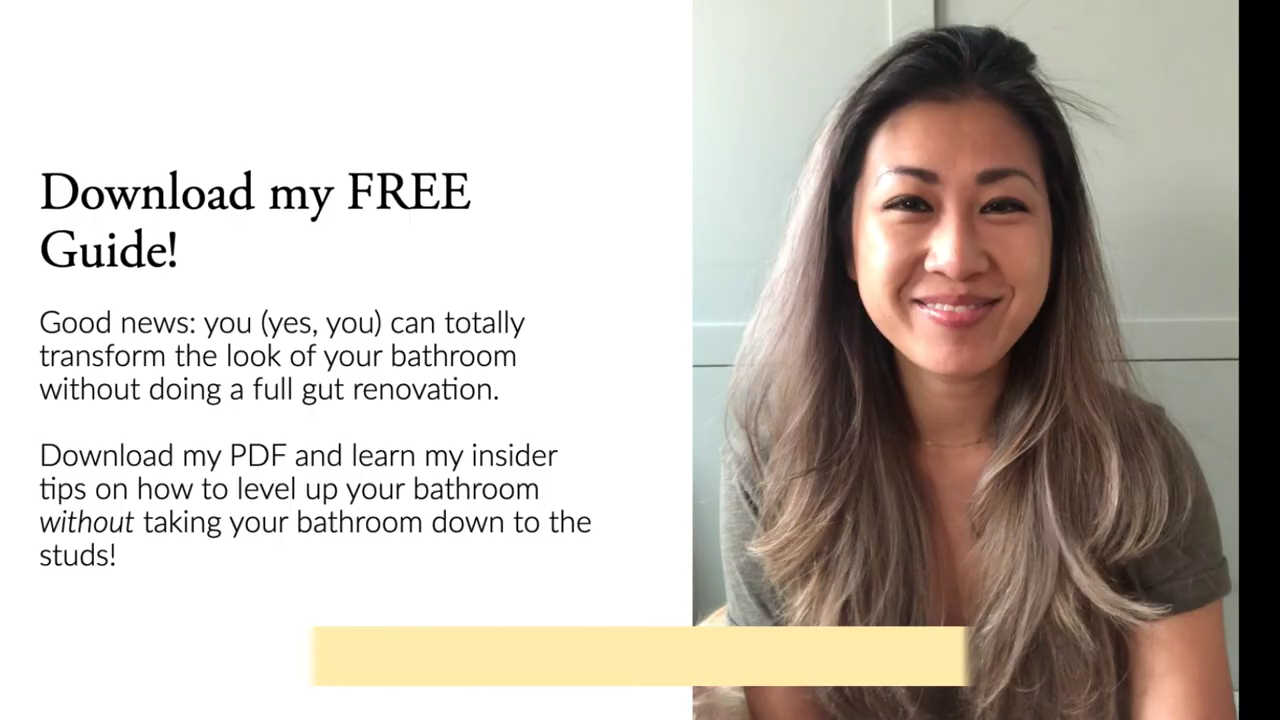 Download my FREE
Guide!
Good news: you (yes, you) can totally
transform the look of your bathroom
without doing a full gut renovation.
Download my PDF and learn my insider
tips on how to level up your bathroom
without taking your bathroom down to the
studs!